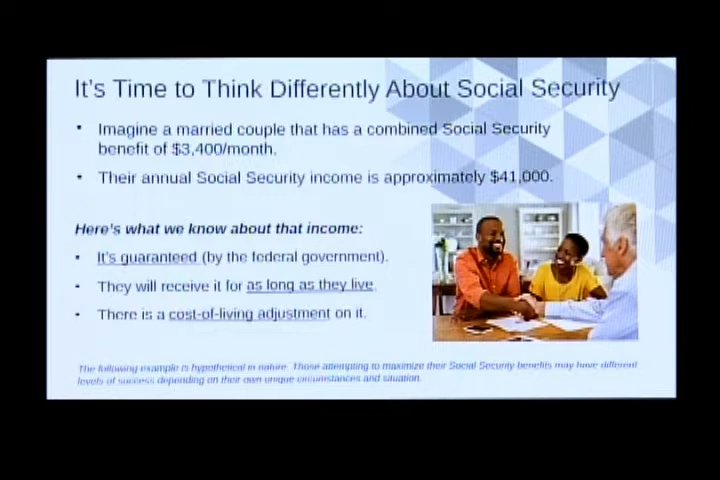 It's Time to Think Differently About Social Security
▪ Imagine a married couple that has a combined Social Security
benefit of $3,400/month.
▪ Their annual Social Security income is approximately $41,000.
Here's what we know about that income:
▪ It's guaranteed (by the federal government).
▪ They will receive it for as long as they live.
▪ There is a cost-of-living adjustment on it.
The following example is hypothetical in nature. Those attempting to maximize their Social Security benefits may have different
levels of success depending on their own unique circumstances and situation.